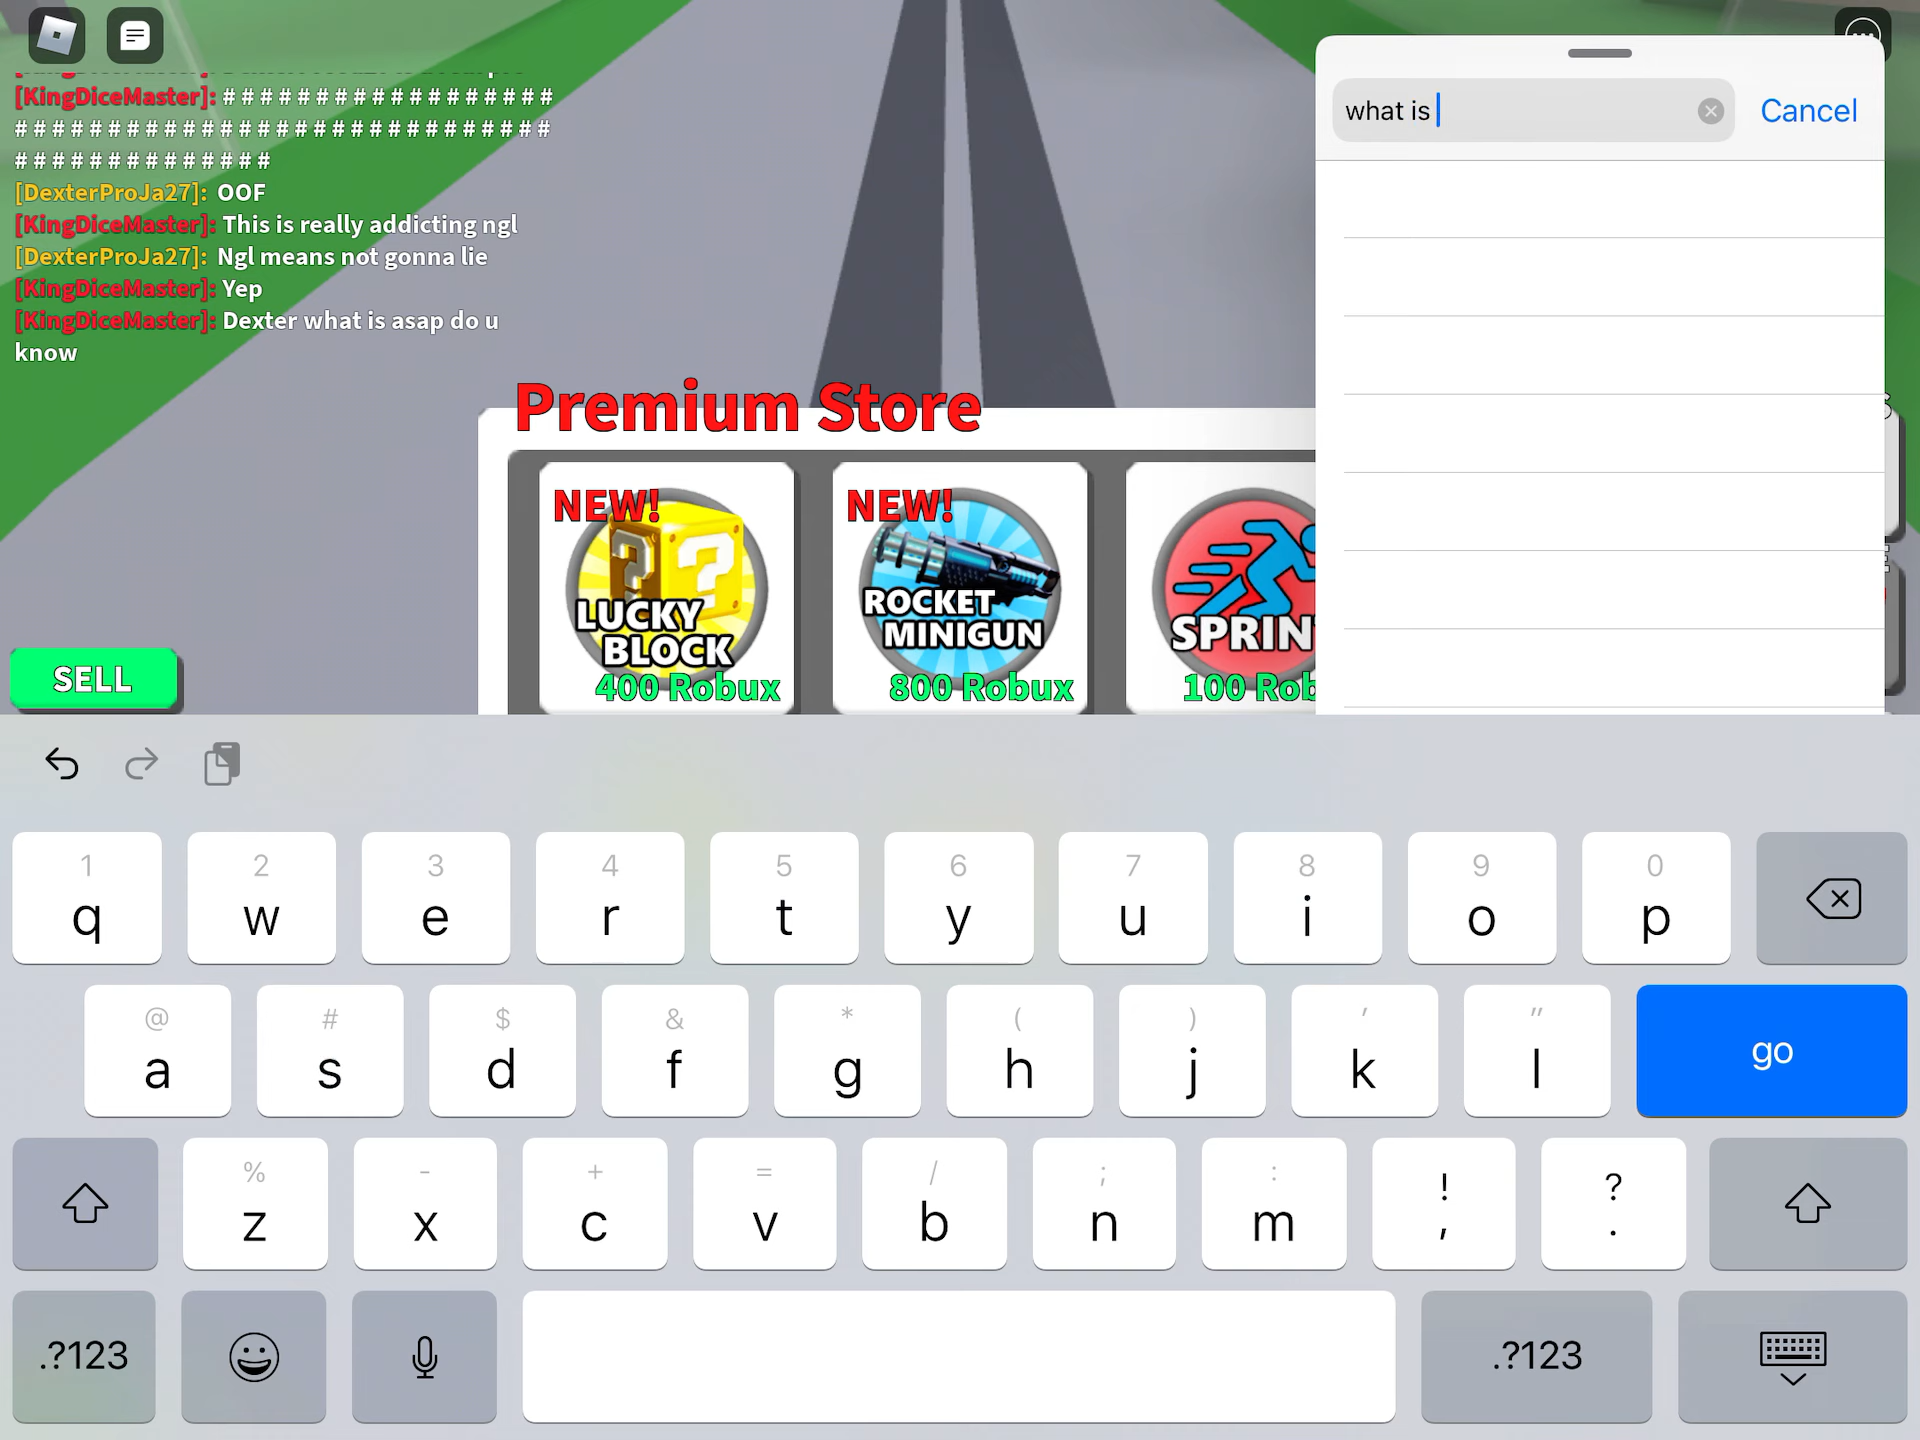 [KingDiceMaster]: # # # # # # # # # # # # # # # # # #
# # # # # # # # # # # # # # # # # # # # # # # # # # # # #
# # # # # # # # # # # # # #
[DexterProJa27]: OOF
[KingDiceMaster]: This is really addicting ngl
[DexterProJa27]: Ngl means not gonna lie
[KingDiceMaster]: Yep
[KingDiceMaster]: Dexter what is asap do u
know
what is
Cancel
Premium Store
NEW!
LUCKY
BLOCK
400 Robux
NEW!
ROCKET
MINIGUN
800 Robux
SPRIN
100 Rob
SELL
1 2 3 4 5 6 7 8 9 0
q w e r t y u i o p
@ # $ & * ( ) ' "
a s d f g h j k l go
% - + = / ; : ! ?
z x c v b n m , .
.?123 .?123